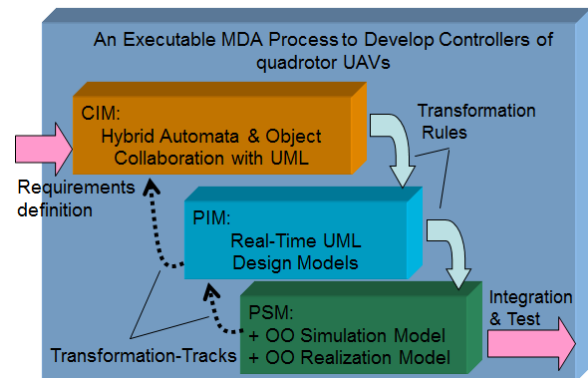 An Executable MDA Process to Develop Controllers of
quadrotor UAVs
CIM:
Hybrid Automata & Object
Collaboration with UML
Transformation
Rules
Requirements
definition
PIM:
Real-Time UML
Design Models
PSM:
+ OO Simulation Model
+ OO Realization Model
Integration
& Test
Transformation-Tracks